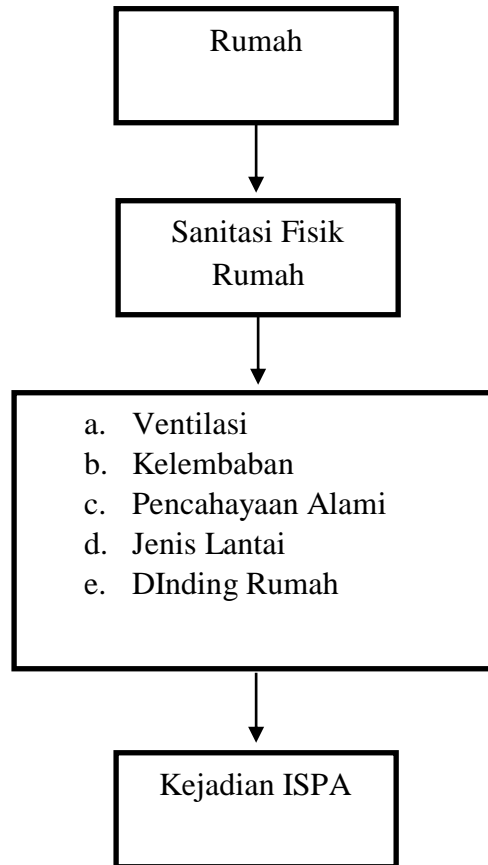 Rumah
Sanitasi Fisik
Rumah
a. Ventilasi
b. Kelembaban
c. Pencahayaan Alami
d. Jenis Lantai
e. DInding Rumah
Kejadian ISPA